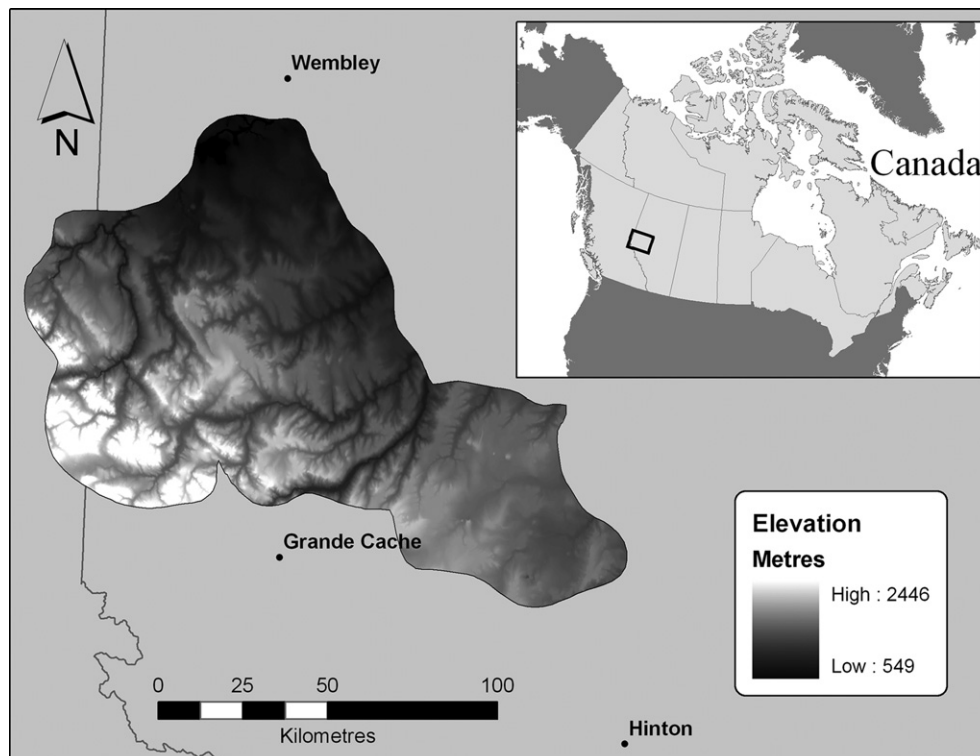 Wembley
N
Canada
Grande Cache
Elevation
Metres
High : 2446
Low : 549
0 25 50 100
Kilometres
Hinton